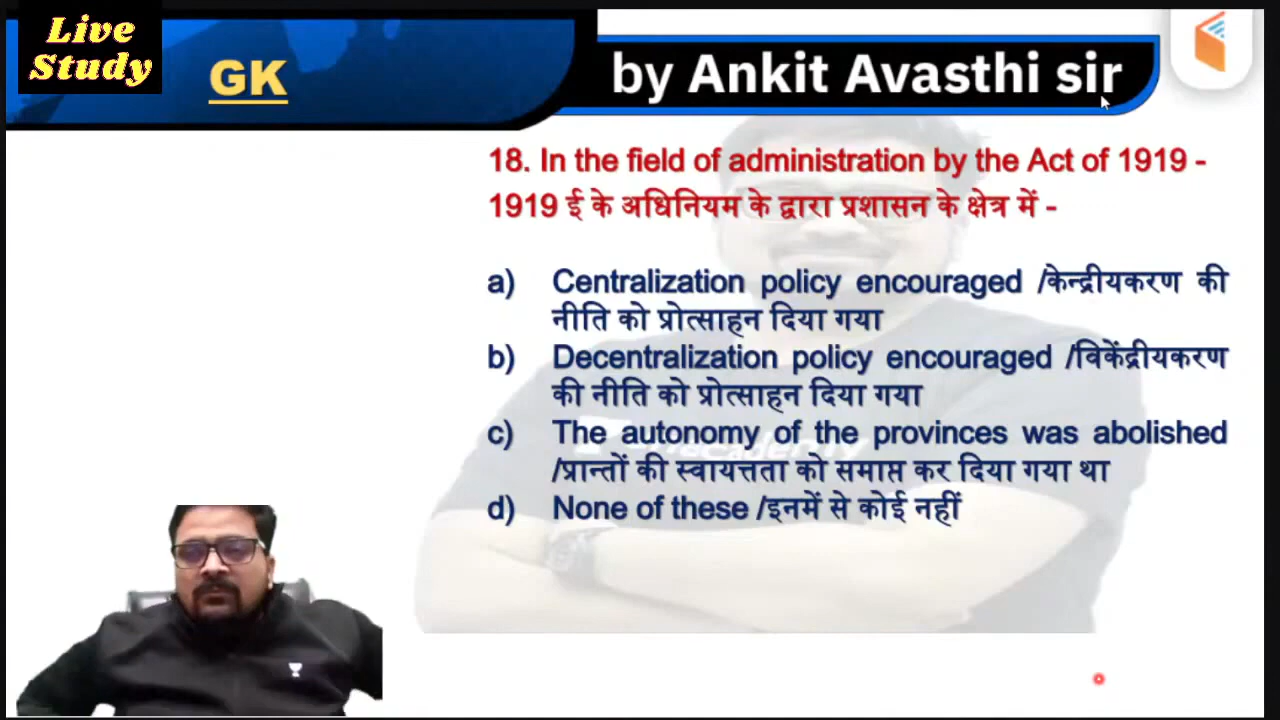 Live
Study
GK
by Ankit Avasthi sir
18. In the field of administration by the Act of 1919 -
1919 ई के अधिनियम के द्वारा प्रशासन के क्षेत्र में -
a) Centralization policy encouraged /केन्द्रीयकरण की
नीति को प्रोत्साहन दिया गया
b) Decentralization policy encouraged /विकेंद्रीयकरण
की नीति को प्रोत्साहन दिया गया
c) The autonomy of the provinces was abolished
/प्रान्तों की स्वायत्तता को समाप्त कर दिया गया था
d) None of these /इनमें से कोई नहीं